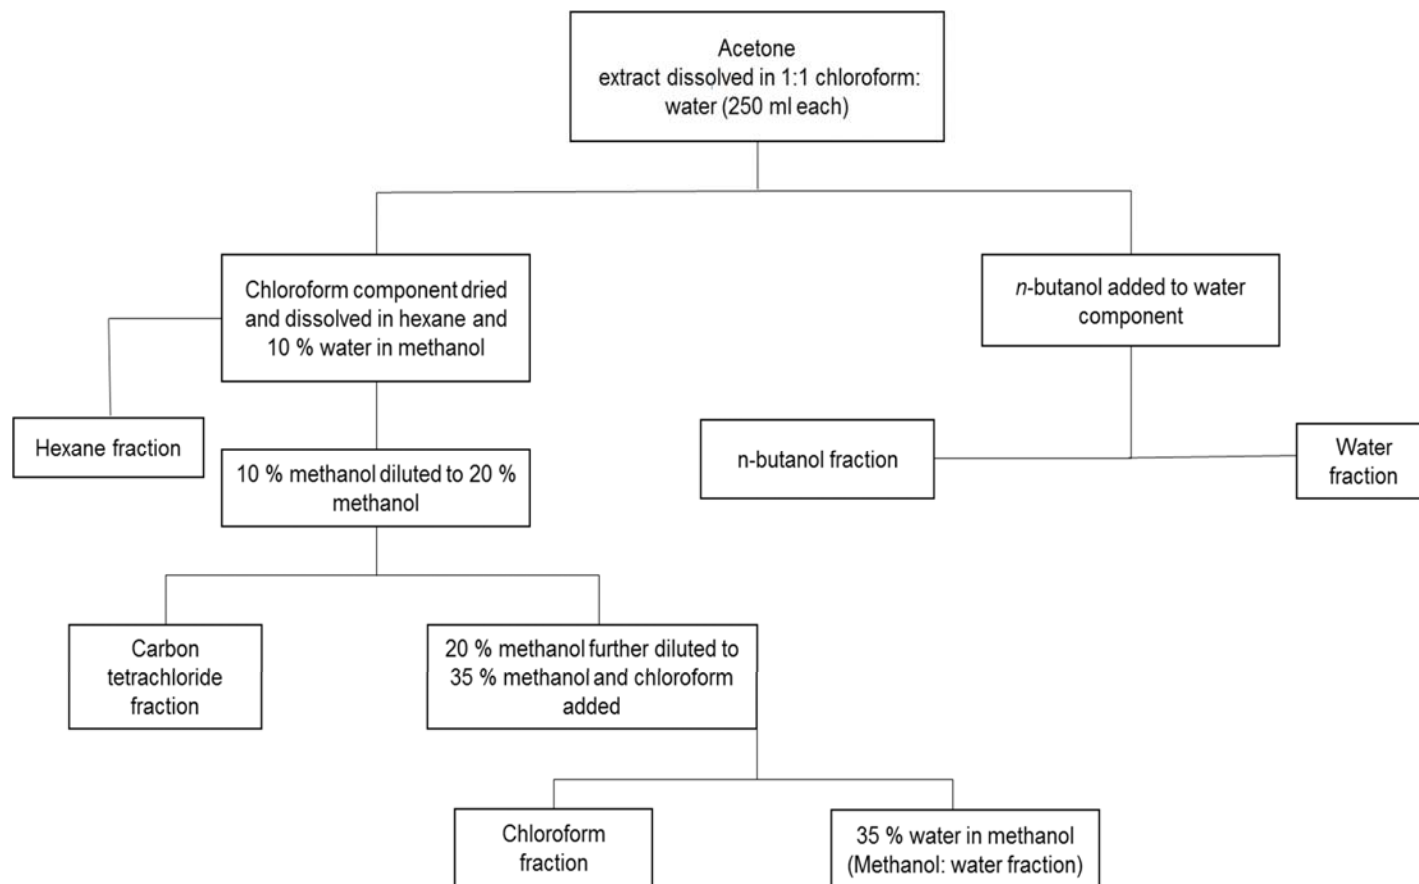 Acetone
extract dissolved in 1:1 chloroform:
water (250 ml each)
Chloroform component dried
and dissolved in hexane and
10 % water in methanol
n-butanol added to water
component
Hexane fraction
10 % methanol diluted to 20 %
methanol
n-butanol fraction
Water
fraction
Carbon
tetrachloride
fraction
20 % methanol further diluted to
35 % methanol and chloroform
added
Chloroform
fraction
35 % water in methanol
(Methanol: water fraction)